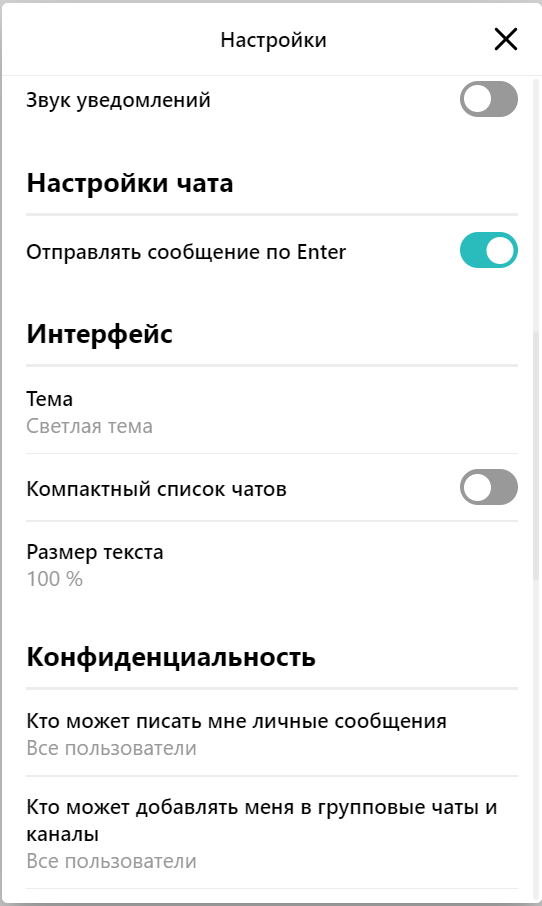 Настройки
Звук уведомлений
Настройки чата
Отправлять сообщение по Enter
Интерфейс
Тема
Светлая тема
Компактный список чатов
Размер текста
100 %
Конфиденциальность
Кто может писать мне личные сообщения
Все пользователи
Кто может добавлять меня в групповые чаты и
каналы
Все пользователи